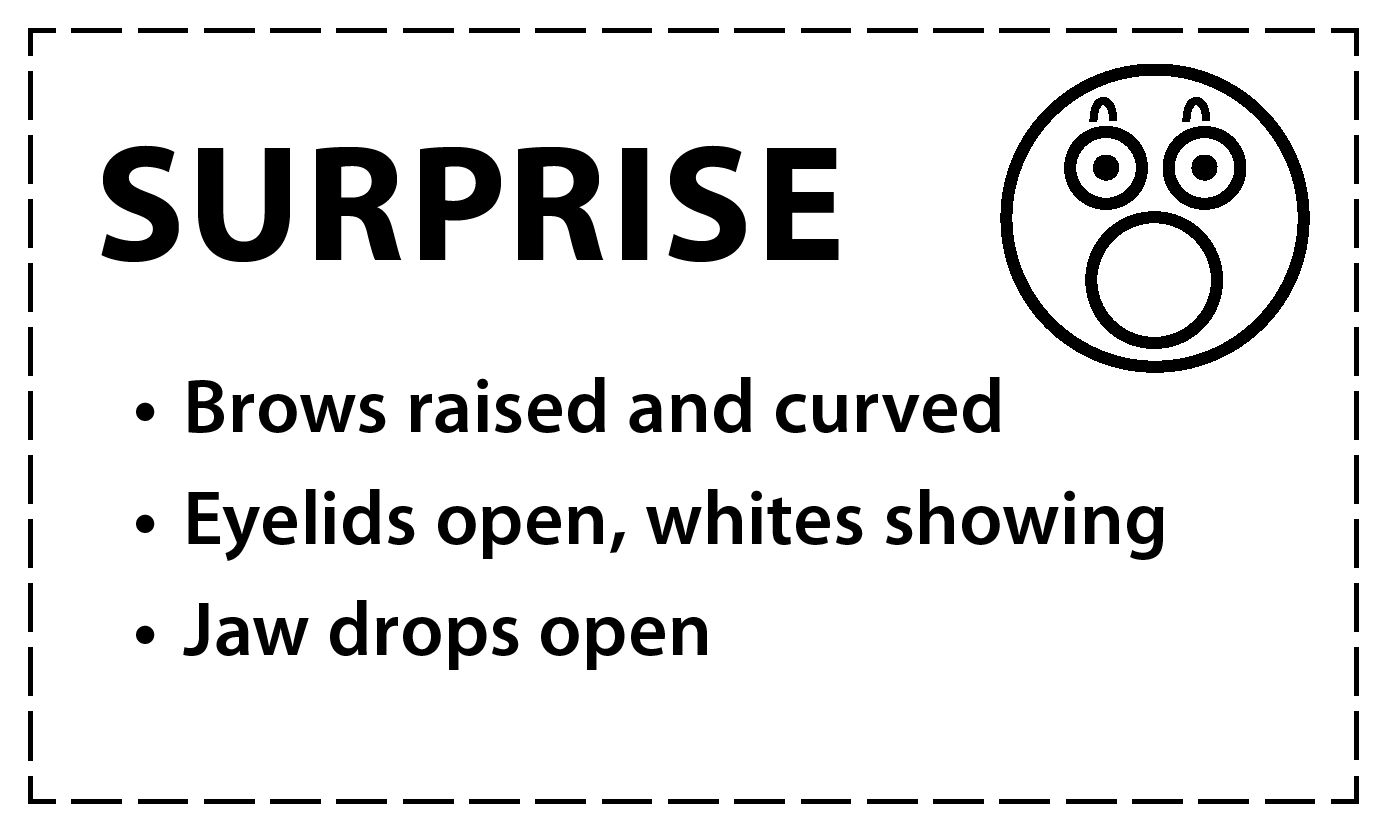 SURPRISE
• Brows raised and curved
• Eyelids open, whites showing
• Jaw drops open